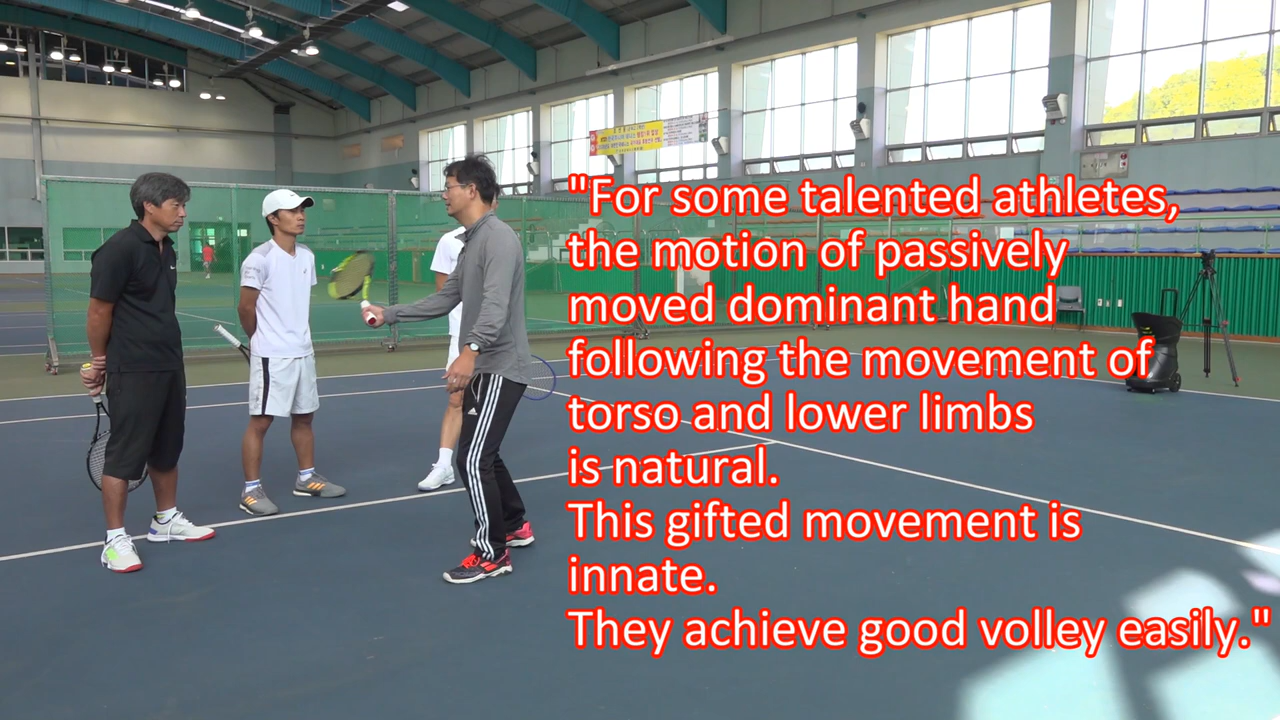 "For some talented athletes,
the motion of passively
moved dominant hand
following the movement of
torso and lower limbs
is natural.
This gifted movement is
innate.
They achieve good volley easily."